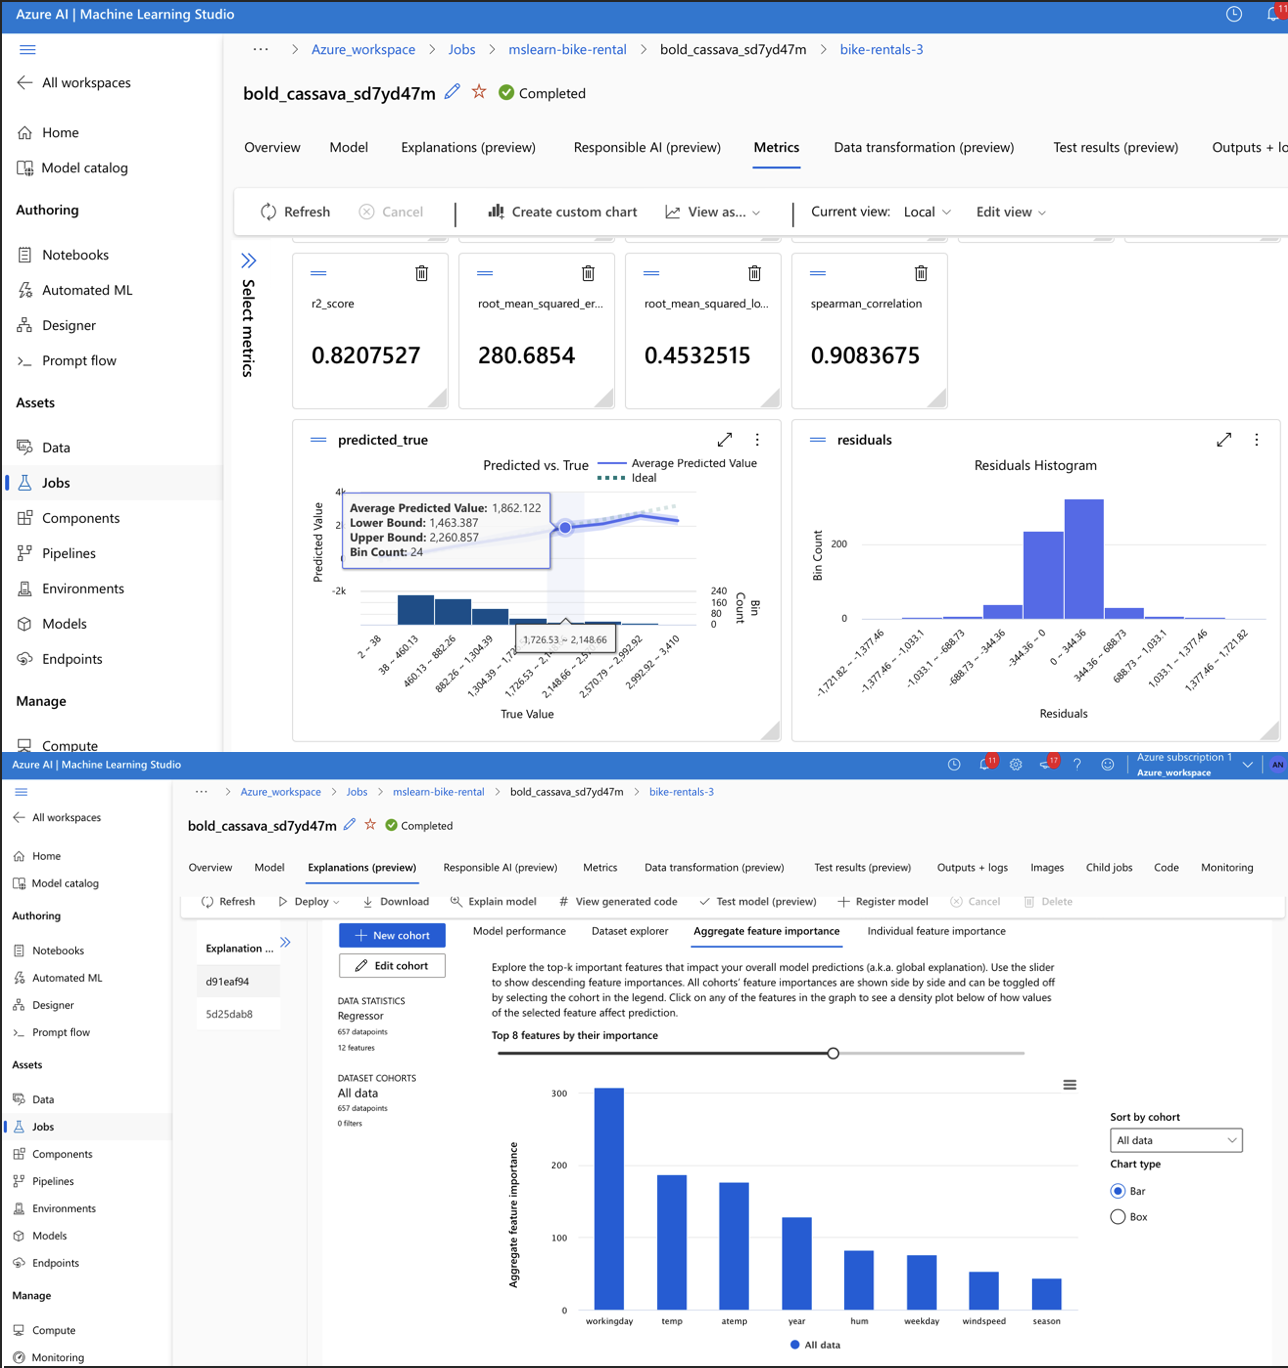 Azure AI | Machine Learning Studio
11
··· > Azure_workspace > Jobs > mslearn-bike-rental > bold_cassava_sd7yd47m > bike-rentals-3
All workspaces
Home
Model catalog
Authoring
Notebooks
Automated ML
Designer
Prompt flow
Assets
Data
Jobs
Components
Pipelines
Environments
Models
Endpoints
Manage
Compute
bold_cassava_sd7yd47m Completed
Overview Model Explanations (preview) Responsible AI (preview) Metrics Data transformation (preview) Test results (preview) Outputs + lo
Refresh Cancel Create custom chart View as... Current view: Local Edit view
Select metrics
r2_score
0.8207527
root_mean_squared_er...
280.6854
root_mean_squared_lo...
0.4532515
spearman_correlation
0.9083675
predicted_true
Predicted vs. True
Average Predicted Value
Ideal
Predicted Value
4k
2
-2k
Average Predicted Value: 1,862.122
Lower Bound: 1,463.387
Upper Bound: 2,260.857
Bin Count: 24
240
160
80
0
Bin Count
1,726.53 ~ 2,148.66
2 ~ 38
38 ~ 460.13
460.13 ~ 882.26
882.26 ~ 1,304.39
1,304.39 ~ 1,72
1,726.53 ~ 2,14
2,148.66 ~ 2,5
2,570.79 ~ 2,992.92
2,992.92 ~ 3,410
True Value
residuals
Residuals Histogram
Bin Count
200
0
-1,721.82 ~ -1,377.46
-1,377.46 ~ -1,033.1
-1,033.1 ~ -688.73
-688.73 ~ -344.36
-344.36 ~ 0
0 ~ 344.36
344.36 ~ 688.73
688.73 ~ 1,033.1
1,033.1 ~ 1,377.46
1,377.46 ~ 1,721.82
Residuals
Azure AI | Machine Learning Studio
11
17
?
Azure subscription 1
Azure_workspace
AN
··· > Azure_workspace > Jobs > mslearn-bike-rental > bold_cassava_sd7yd47m > bike-rentals-3
All workspaces
Home
Model catalog
Authoring
Notebooks
Automated ML
Designer
Prompt flow
Assets
Data
Jobs
Components
Pipelines
Environments
Models
Endpoints
Manage
Compute
Monitoring
bold_cassava_sd7yd47m Completed
Overview Model Explanations (preview) Responsible AI (preview) Metrics Data transformation (preview) Test results (preview) Outputs + logs Images Child jobs Code Monitoring
Refresh Deploy Download Explain model # View generated code Test model (preview) Register model Cancel Delete
Explanation ...
d91eaf94
5d25dab8
New cohort
Edit cohort
DATA STATISTICS
Regressor
657 datapoints
12 features
DATASET COHORTS
All data
657 datapoints
0 filters
Model performance Dataset explorer Aggregate feature importance Individual feature importance
Explore the top-k important features that impact your overall model predictions (a.k.a. global explanation). Use the slider
to show descending feature importances. All cohorts' feature importances are shown side by side and can be toggled off
by selecting the cohort in the legend. Click on any of the features in the graph to see a density plot below of how values
of the selected feature affect prediction.
Top 8 features by their importance
Aggregate feature importance
300
200
100
0
workingday temp atemp year hum weekday windspeed season
All data
Sort by cohort
All data
Chart type
Bar
Box